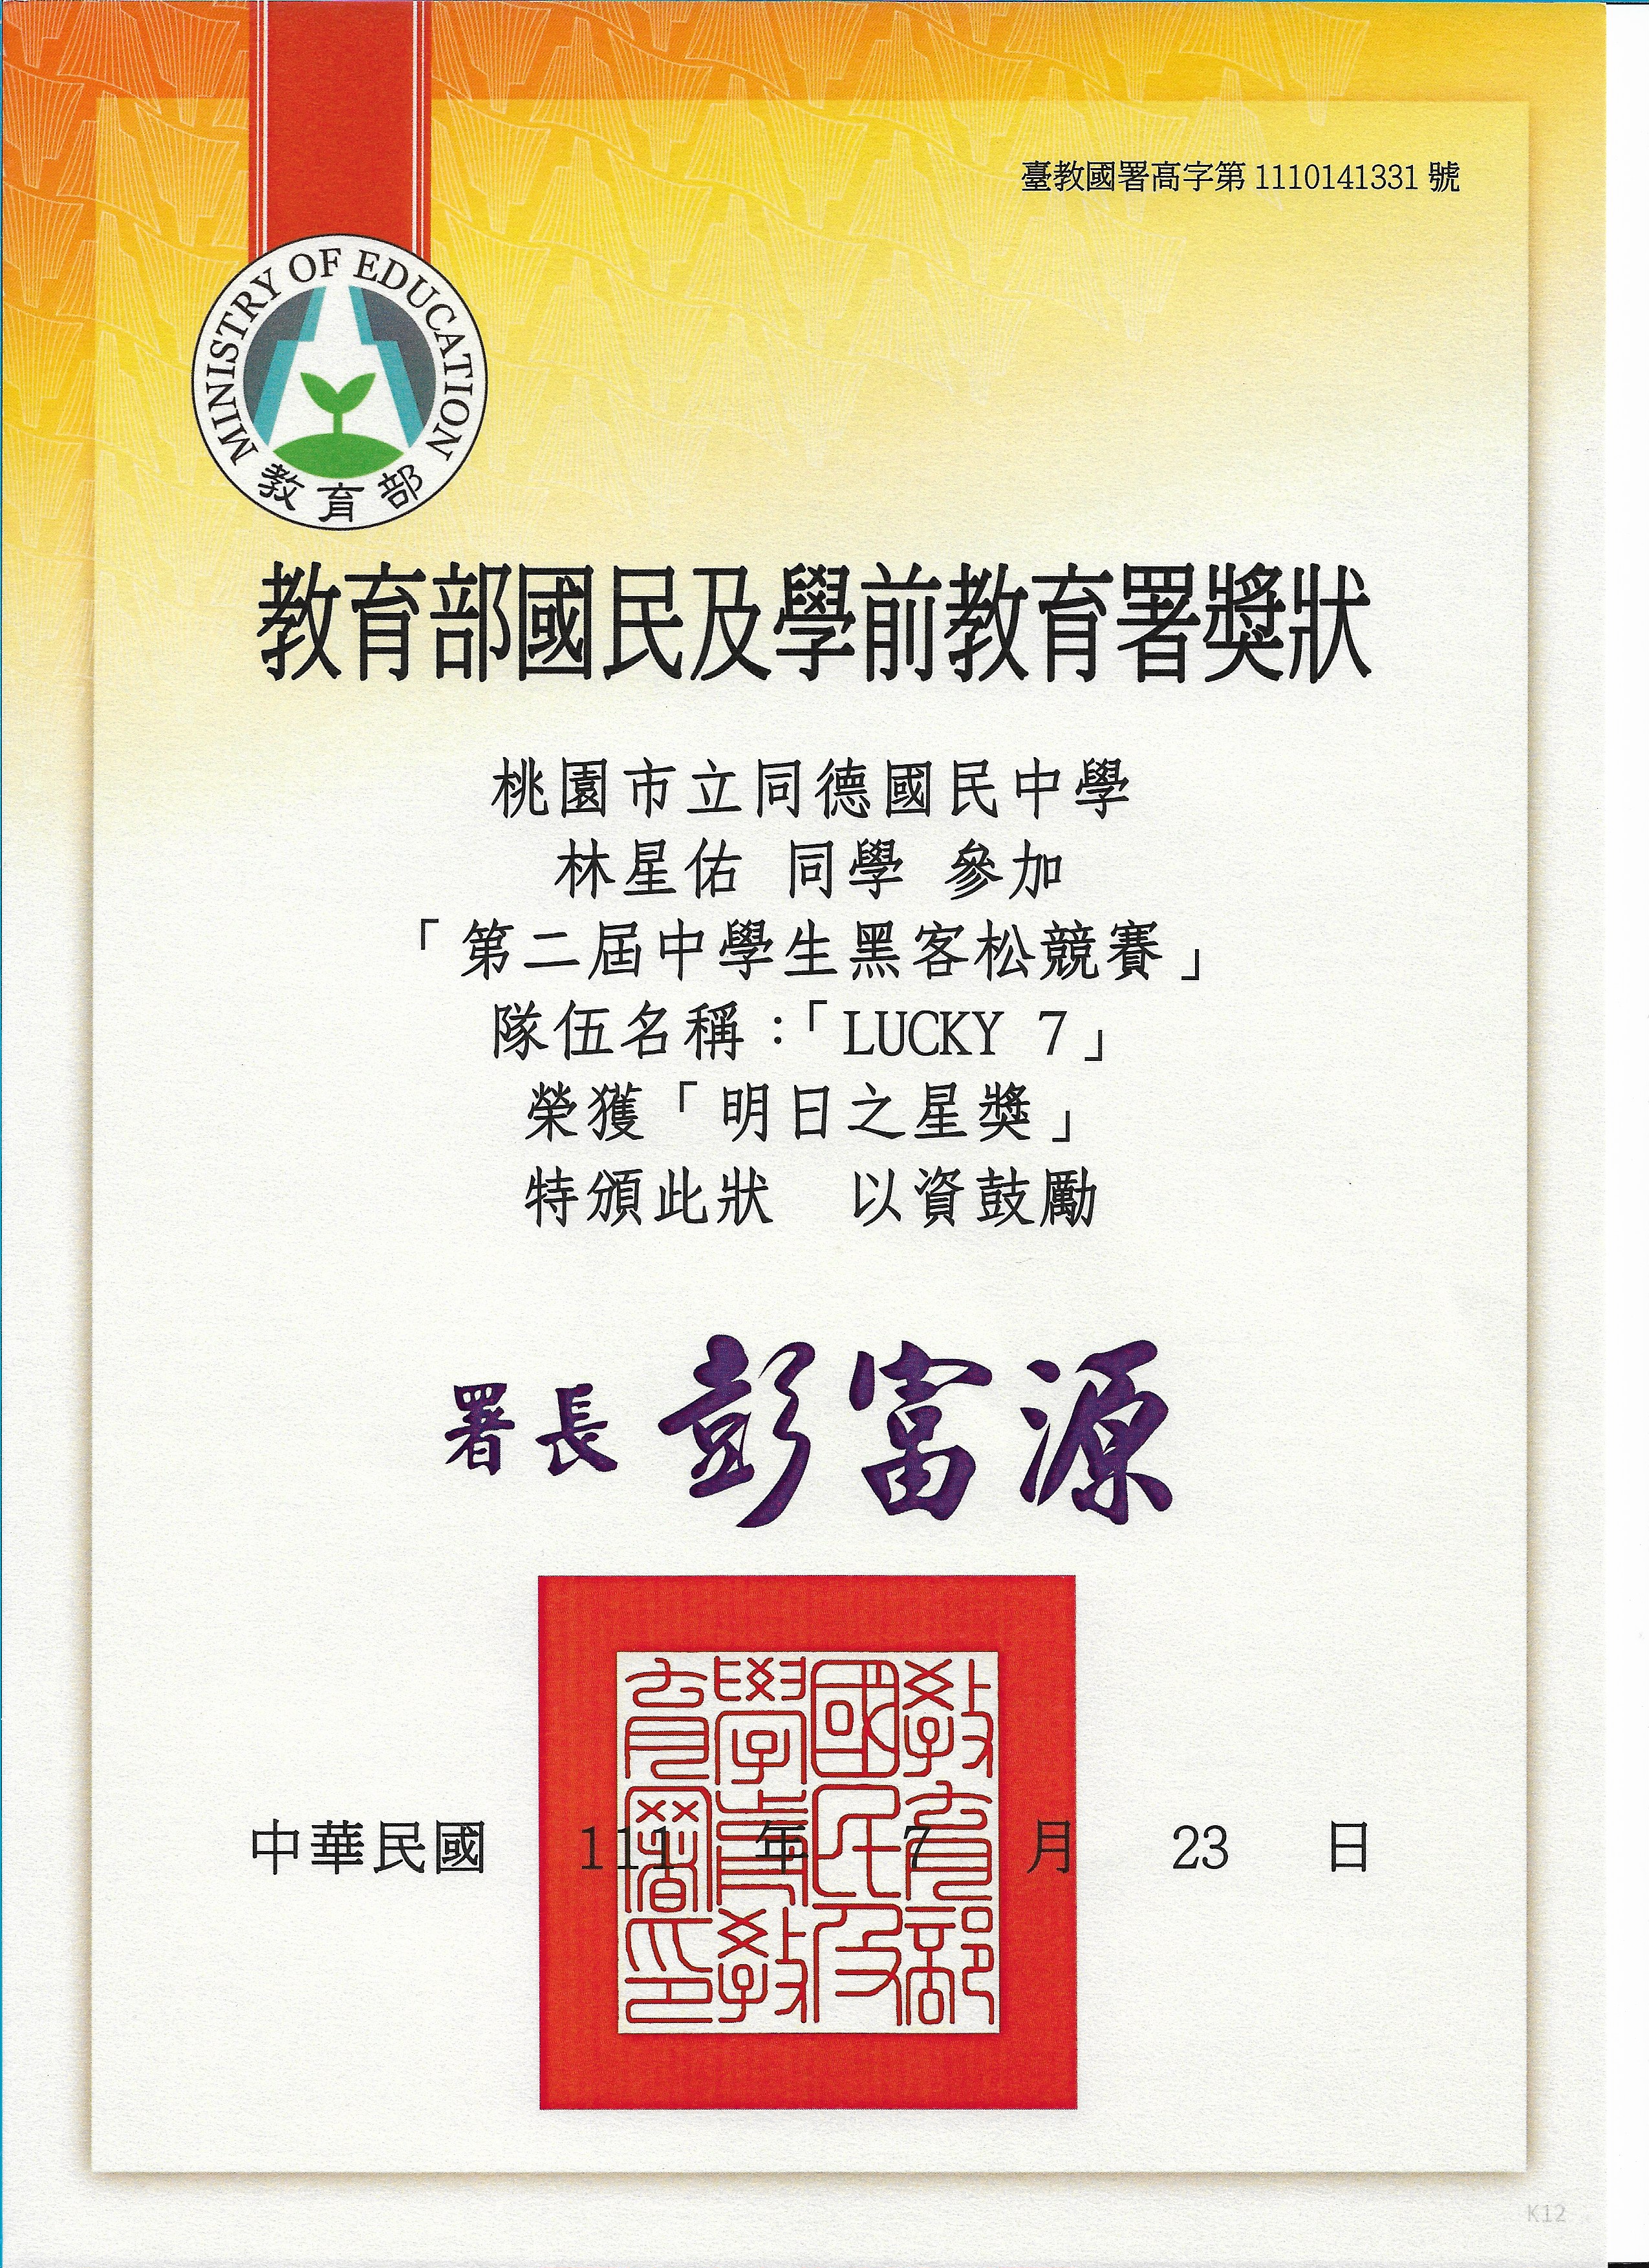 臺教國署高字第 1110141331 號
MINISTRY OF EDUCATION
教育部
教育部國民及學前教育署獎狀
桃園市立同德國民中學
林星佑 同學 參加
「第二屆中學生黑客松競賽」
隊伍名稱:「LUCKY 7」
榮獲「明日之星獎」
特頒此狀 以資鼓勵
署長 彭富源
教育部
國民及
學前教
育署印
中華民國 111 年 7 月 23 日
K12